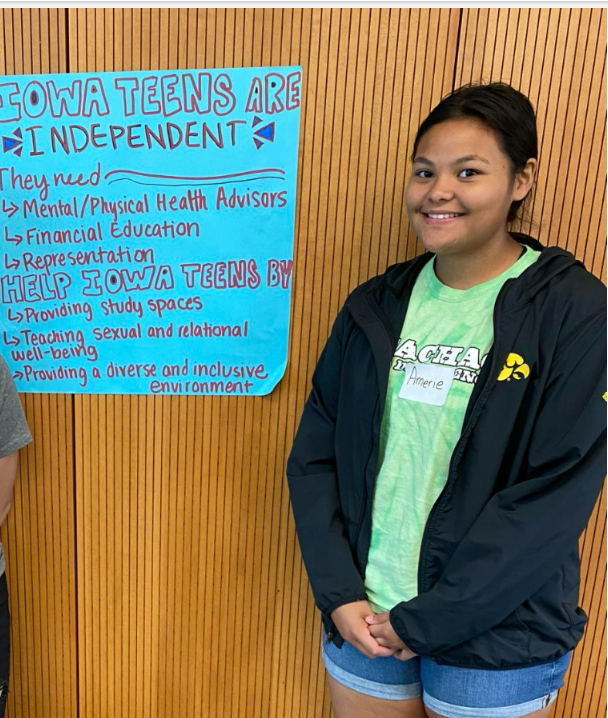 IOWA TEENS ARE
INDEPENDENT
They need
↳ Mental/Physical Health Advisors
↳ Financial Education
↳ Representation
HELP IOWA TEENS BY
↳ Providing study spaces
↳ Teaching sexual and relational
well-being
↳ Providing a diverse and inclusive
environment
ACHA
Amerie